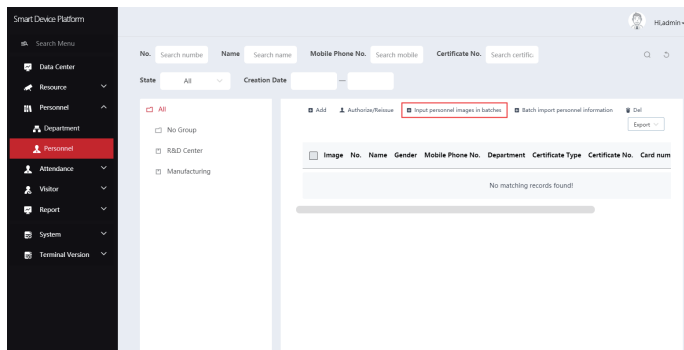 Smart Device Platform
Hi,admin
Search Menu
Data Center
Resource
Personnel
Department
Personnel
Attendance
Visitor
Report
System
Terminal Version
No. Search numbe Name Search name Mobile Phone No. Search mobile Certificate No. Search certific
State All Creation Date —
All
No Group
R&D Center
Manufacturing
Add Authorize/Reissue Input personnel images in batches Batch import personnel information Del
Export
Image No. Name Gender Mobile Phone No. Department Certificate Type Certificate No. Card num
No matching records found!